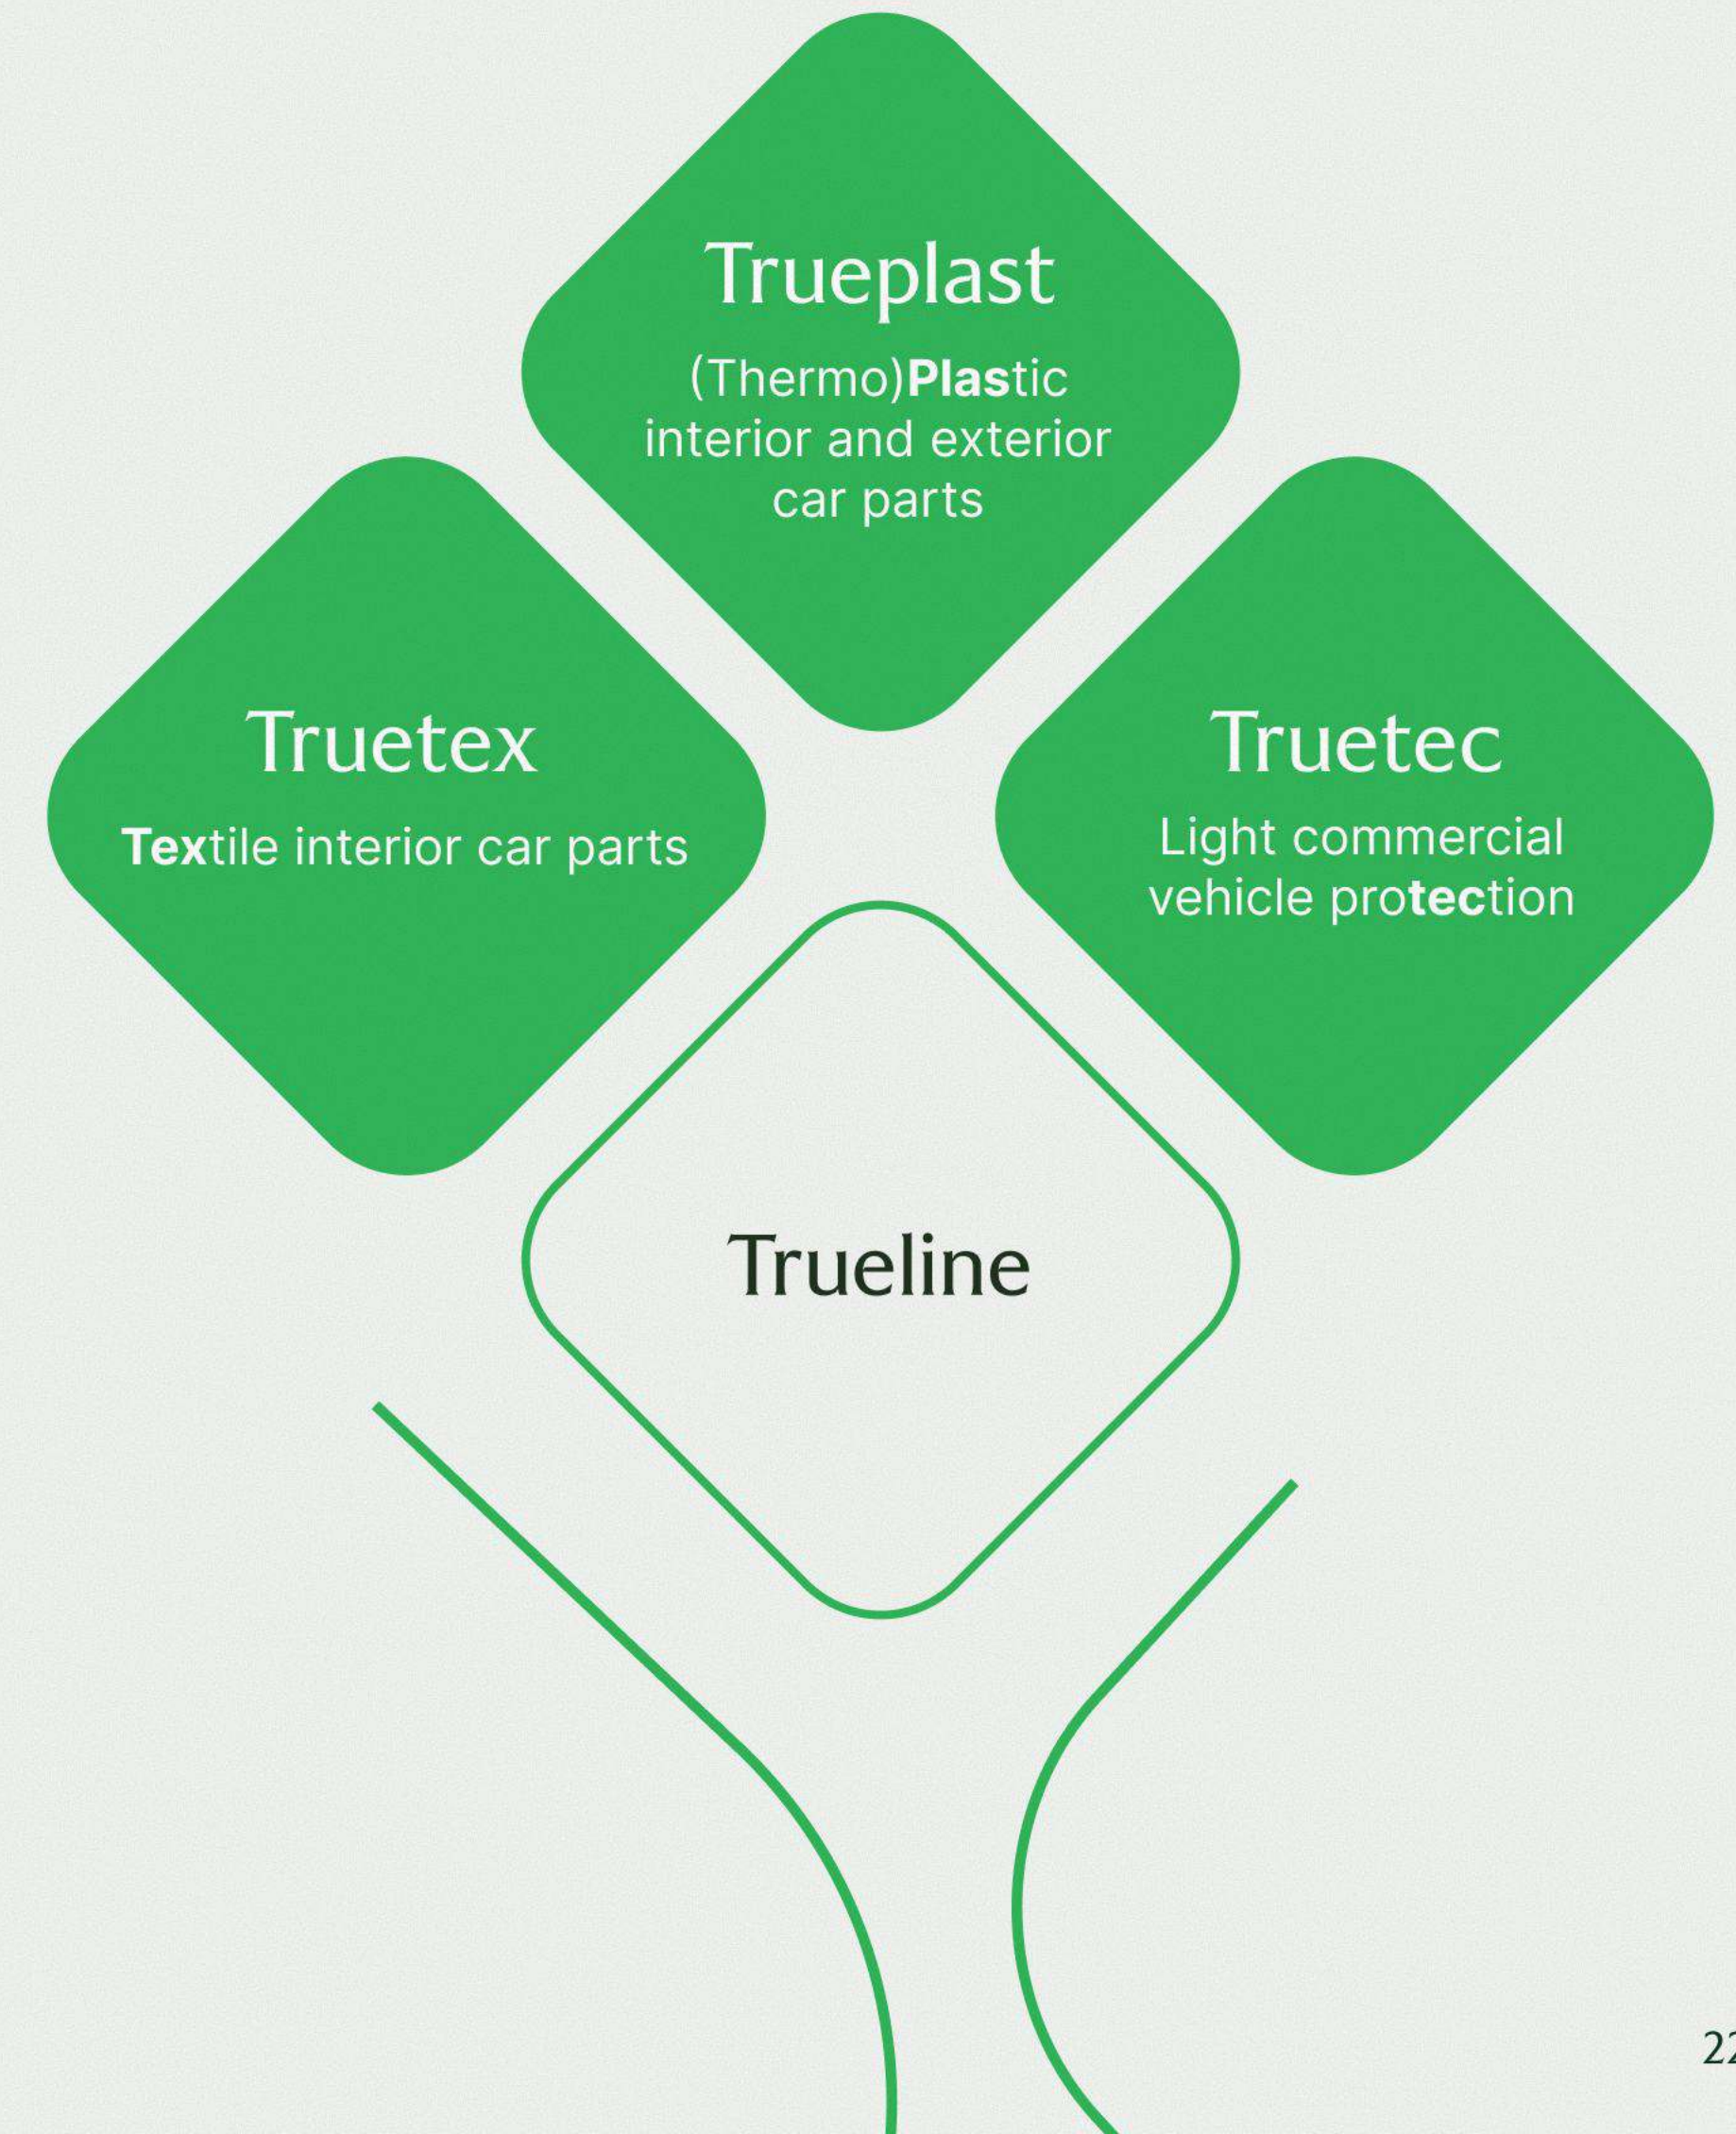 Trueplast
(Thermo)Plastic
interior and exterior
car parts
Truetex
Textile interior car parts
Truetec
Light commercial
vehicle protection
Trueline
22